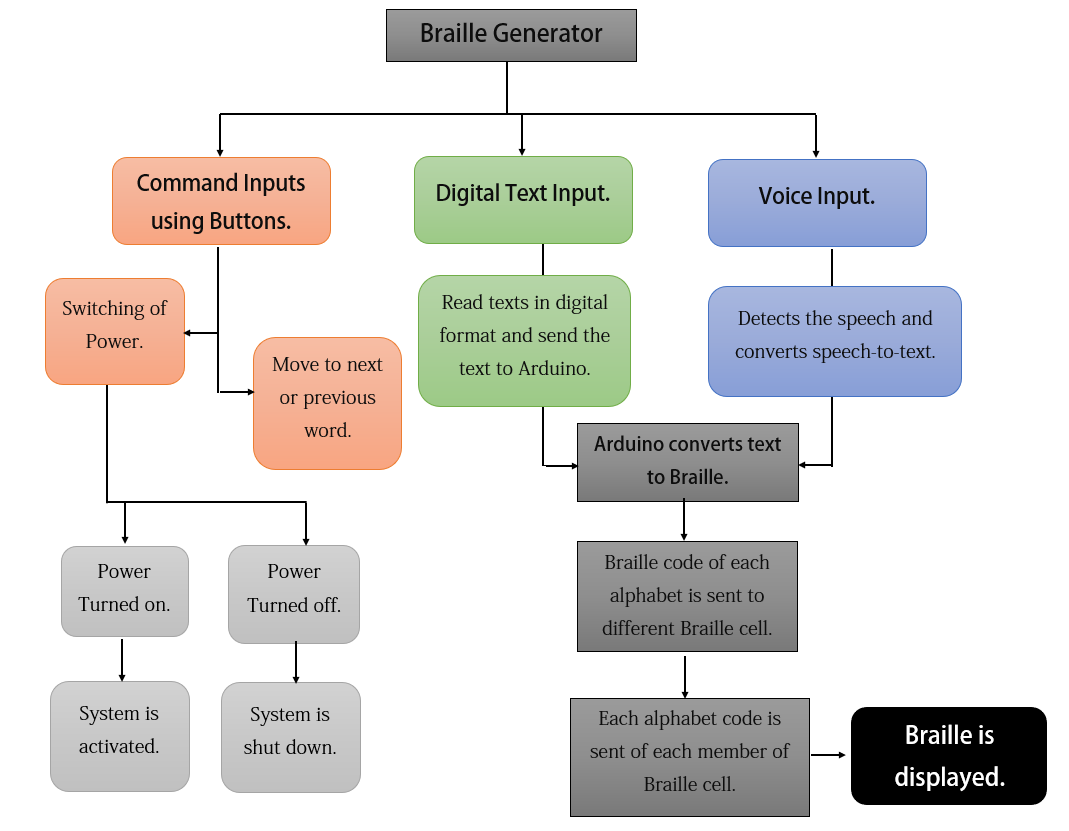 Braille Generator
Command Inputs
using Buttons.
Digital Text Input.
Voice Input.
Switching of
Power.
Move to next
or previous
word.
Read texts in digital
format and send the
text to Arduino.
Detects the speech and
converts speech-to-text.
Arduino converts text
to Braille.
Power
Turned on.
Power
Turned off.
Braille code of each
alphabet is sent to
different Braille cell.
System is
activated.
System is
shut down.
Each alphabet code is
sent of each member of
Braille cell.
Braille is
displayed.